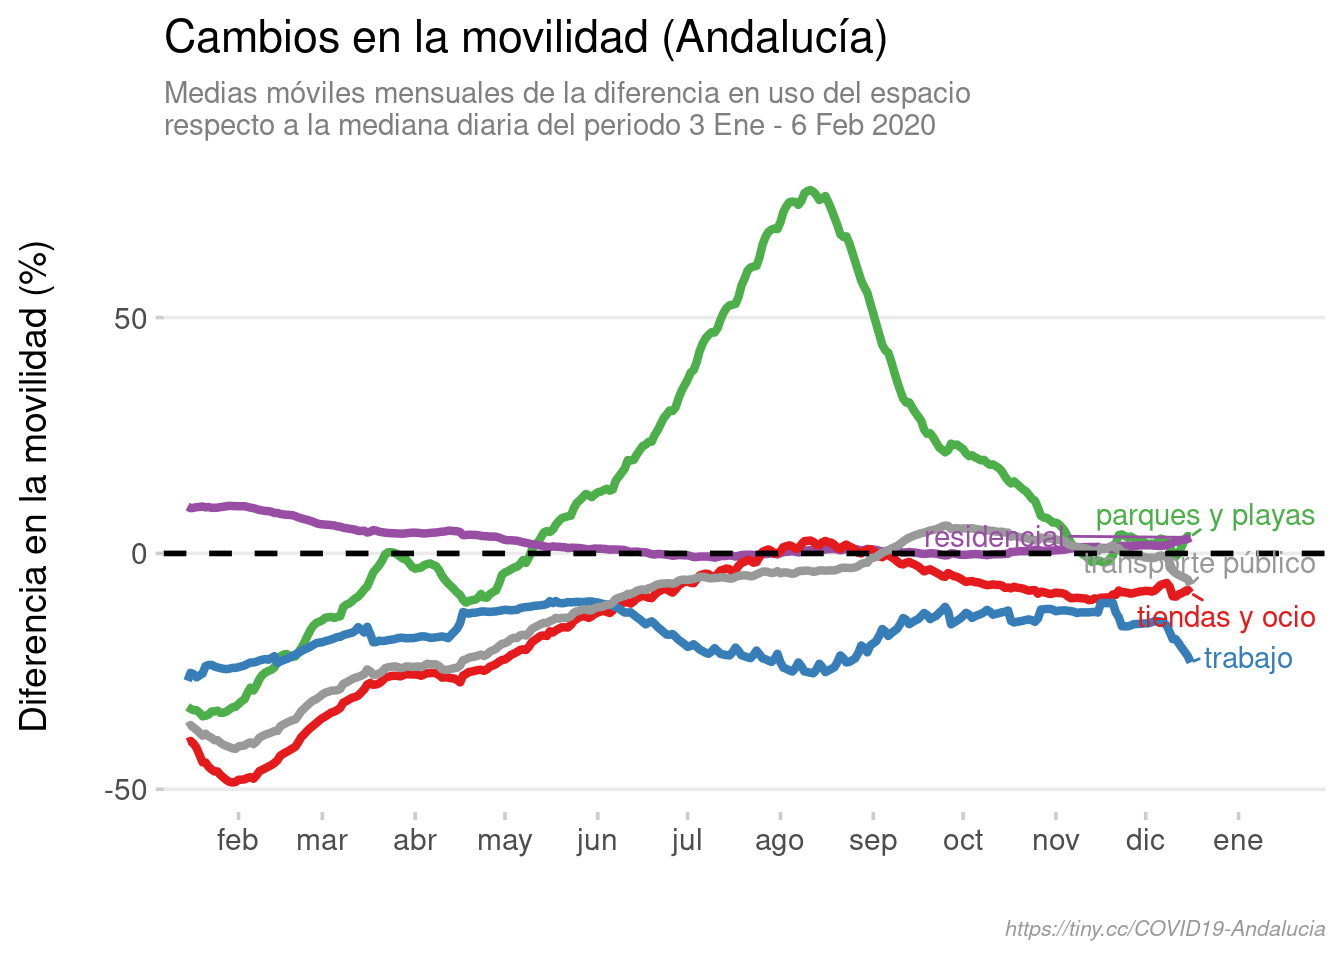 Cambios en la movilidad (Andalucía)
Medias móviles mensuales de la diferencia en uso del espacio
respecto a la mediana diaria del periodo 3 Ene - 6 Feb 2020
Diferencia en la movilidad (%)
50
0
-50
parques y playas
residencial
transporte público
tiendas y ocio
trabajo
feb mar abr may jun jul ago sep oct nov dic ene
https://tiny.cc/COVID19-Andalucia